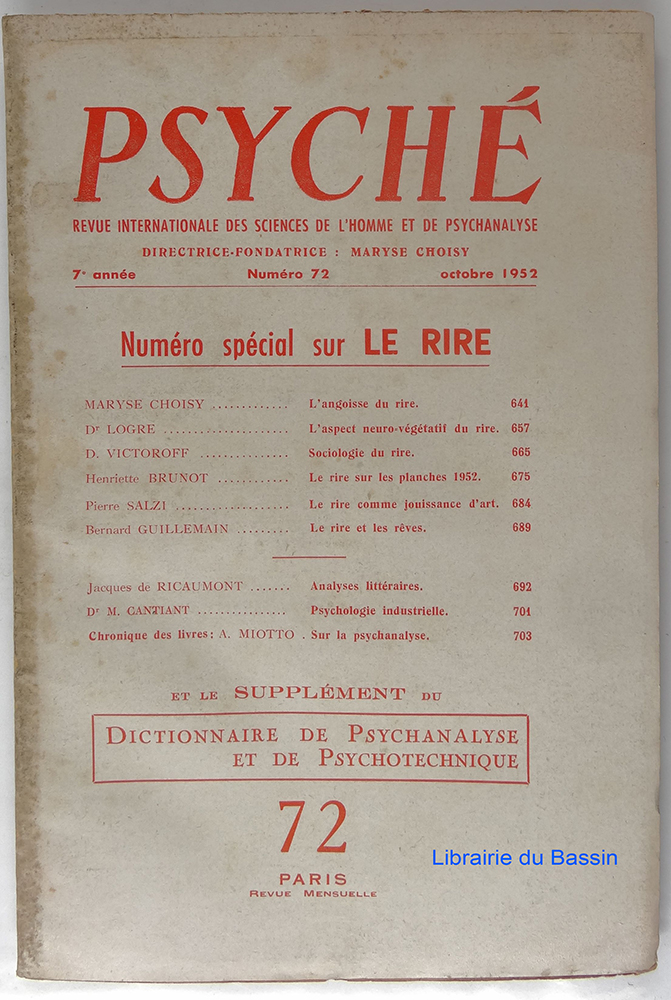 PSYCHÉ
REVUE INTERNATIONALE DES SCIENCES DE L'HOMME ET DE PSYCHANALYSE
DIRECTRICE-FONDATRICE : MARYSE CHOISY
7e année Numéro 72 octobre 1952
Numéro spécial sur LE RIRE
MARYSE CHOISY ............. L'angoisse du rire. 641
Dr LOGRE ..................... L'aspect neuro-végétatif du rire. 657
D. VICTOROFF ............... Sociologie du rire. 665
Henriette BRUNOT ............ Le rire sur les planches 1952. 675
Pierre SALZI ................... Le rire comme jouissance d'art. 684
Bernard GUILLEMAIN ......... Le rire et les rêves. 689
Jacques de RICAUMONT ....... Analyses littéraires. 692
Dr M. CANTIANT ............... Psychologie industrielle. 701
Chronique des livres : A. MIOTTO . Sur la psychanalyse. 703
ET LE SUPPLÉMENT DU
DICTIONNAIRE DE PSYCHANALYSE
ET DE PSYCHOTECHNIQUE
72
Librairie du Bassin
PARIS
REVUE MENSUELLE